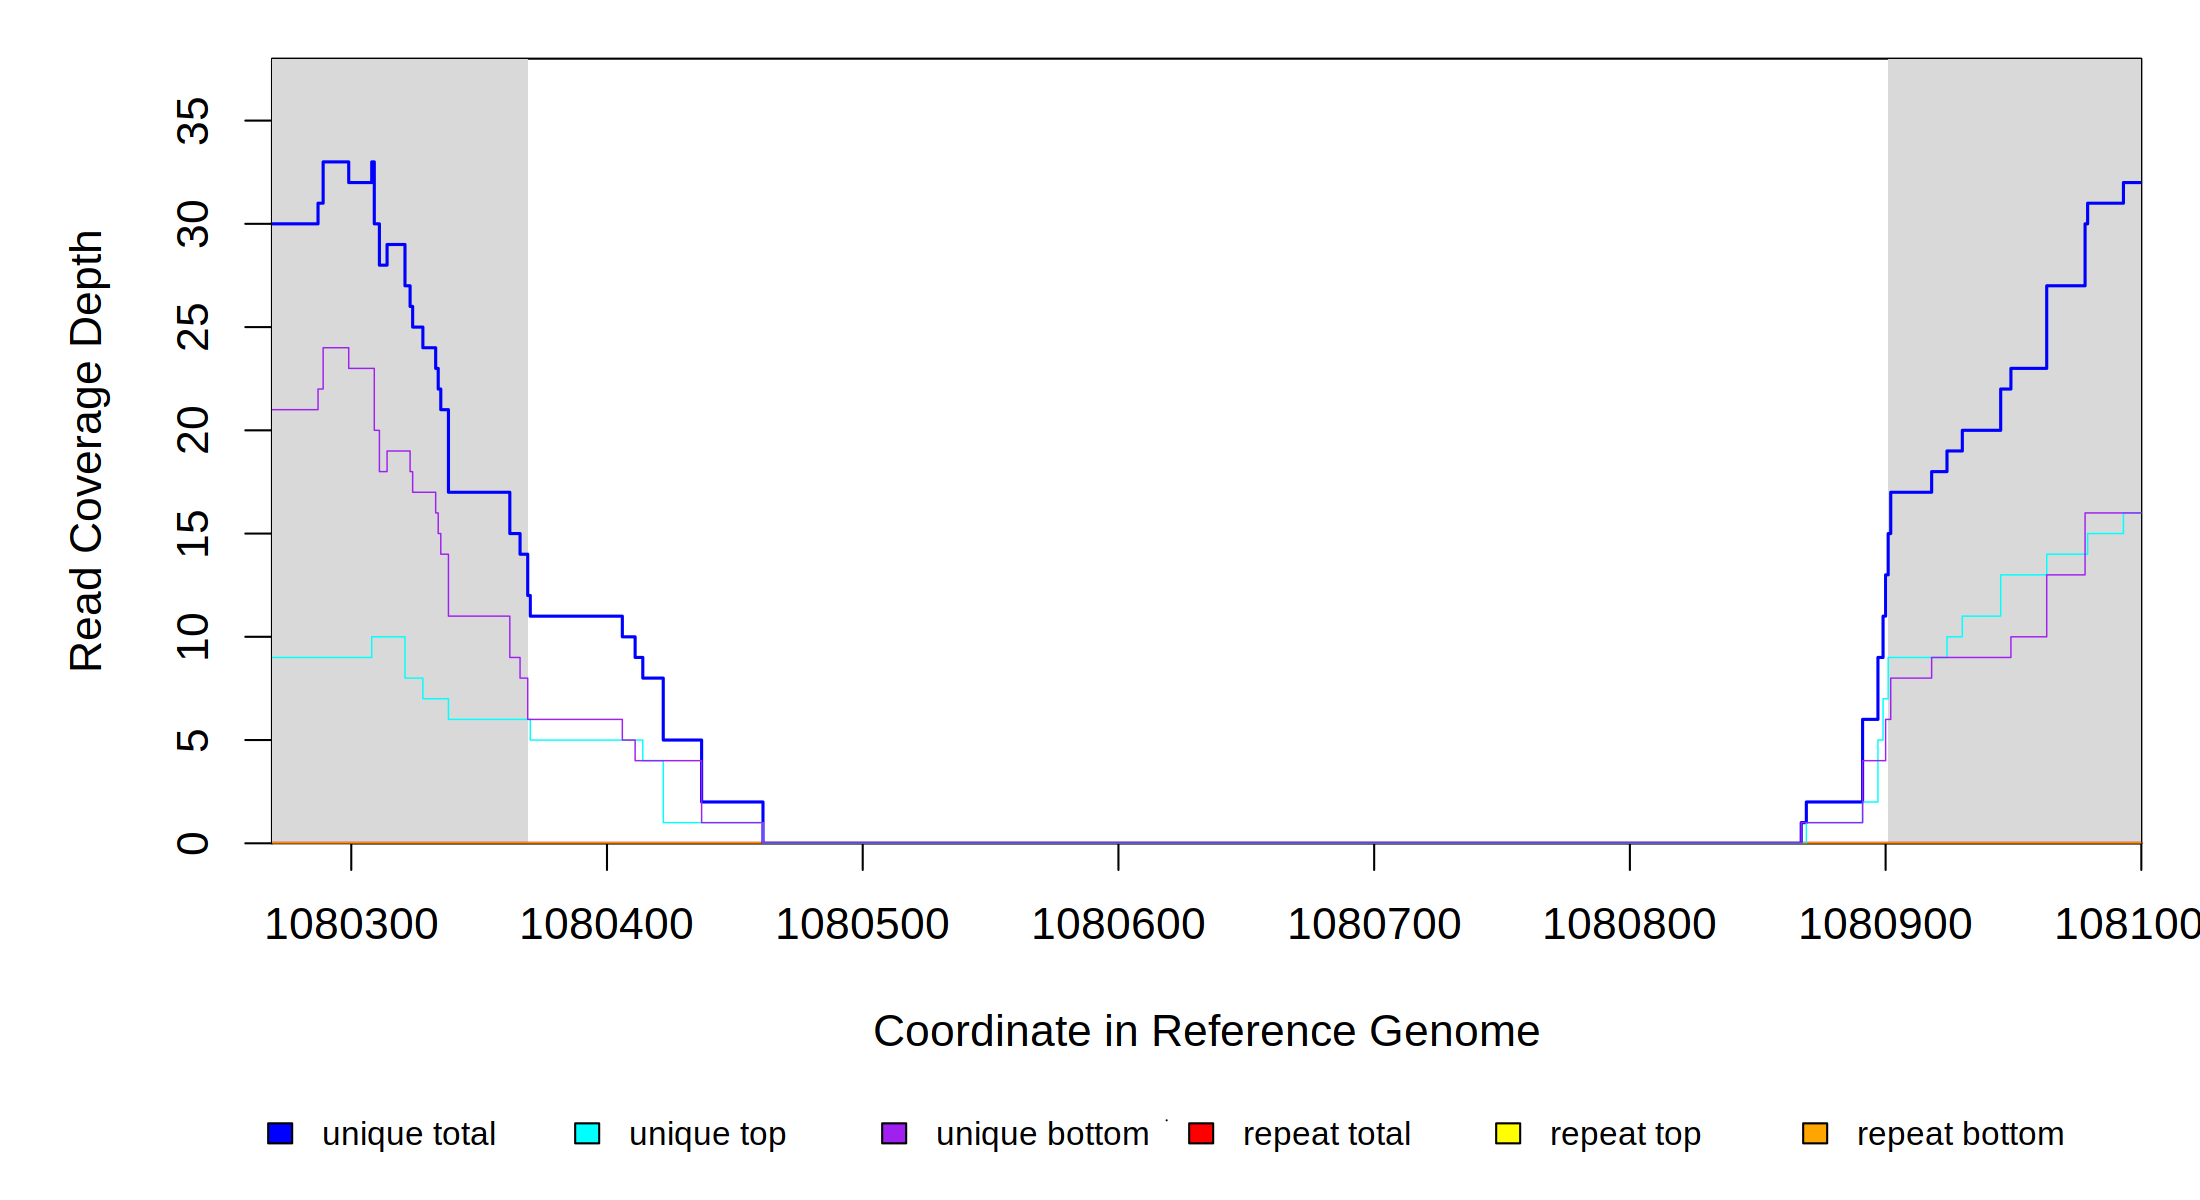 Read Coverage Depth
35
30
25
20
15
10
5
0
1080300 1080400 1080500 1080600 1080700 1080800 1080900 108100
Coordinate in Reference Genome
unique total unique top unique bottom repeat total repeat top repeat bottom